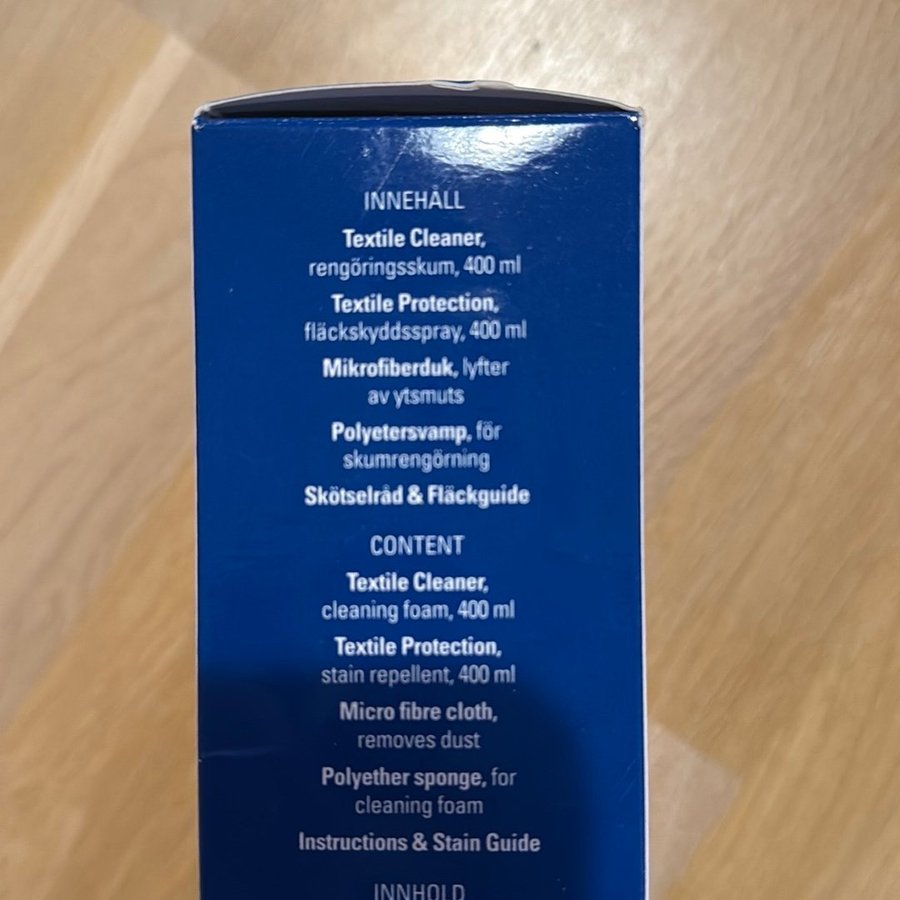 INNEHÅLL
Textile Cleaner,
rengöringsskum, 400 ml
Textile Protection,
fläckskyddsspray, 400 ml
Mikrofiberduk, lyfter
av ytsmuts
Polyetersvamp, för
skumrengörning
Skötselråd & Fläckguide
CONTENT
Textile Cleaner,
cleaning foam, 400 ml
Textile Protection,
stain repellent, 400 ml
Micro fibre cloth,
removes dust
Polyether sponge, for
cleaning foam
Instructions & Stain Guide
INNHOLD